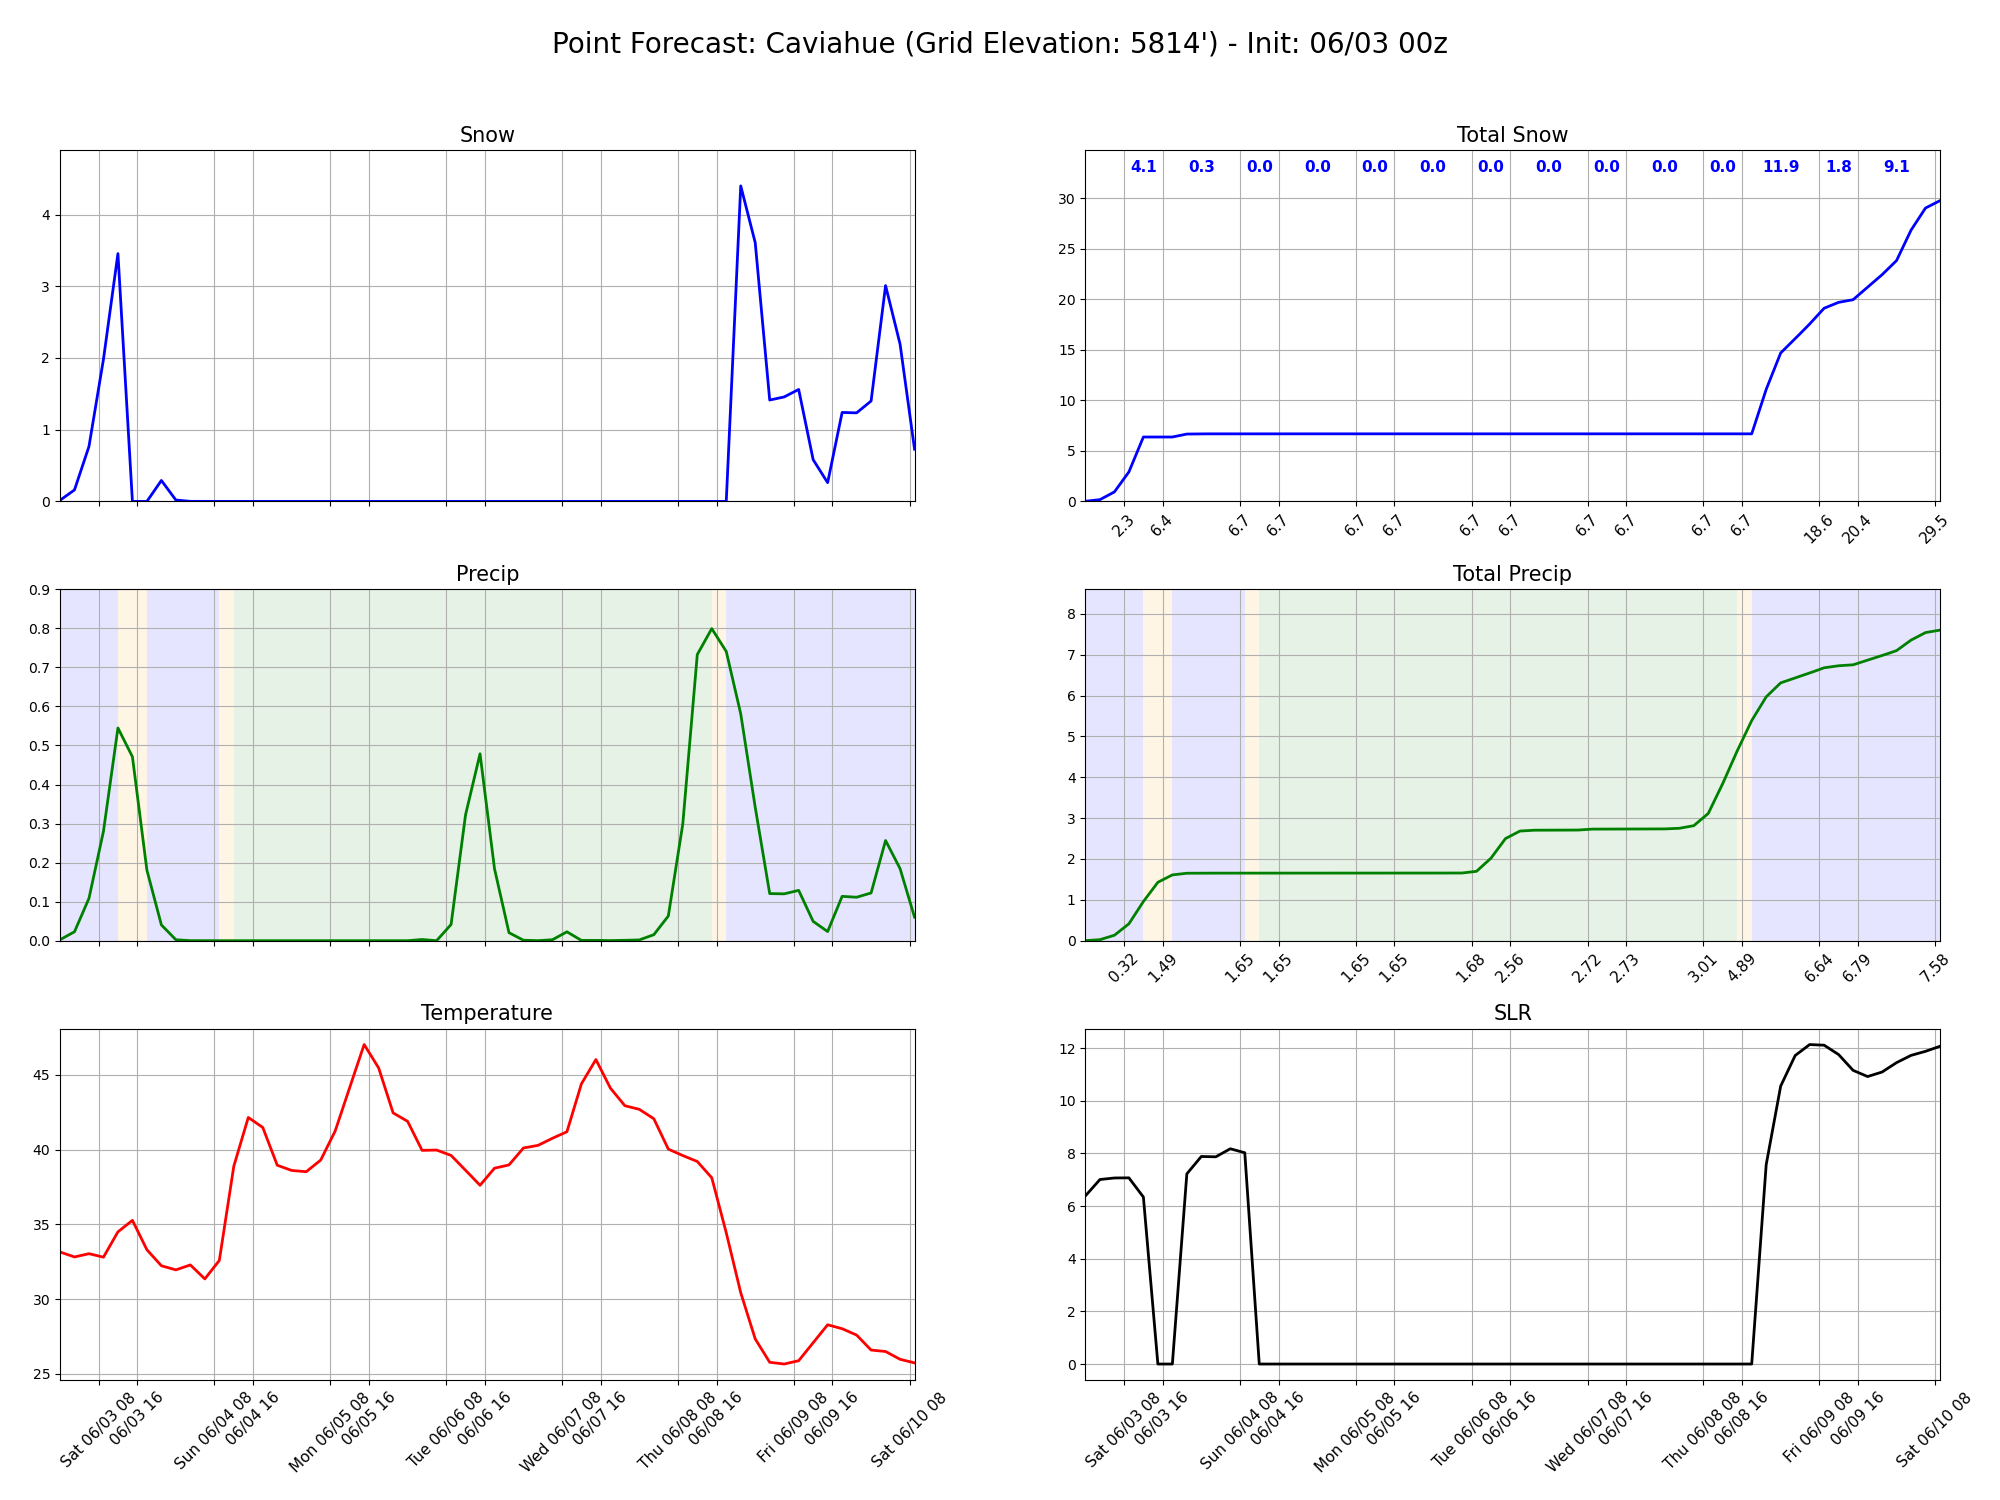 Point Forecast: Caviahue (Grid Elevation: 5814') - Init: 06/03 00z
Snow
4
3
2
1
0
Total Snow
4.1 0.3 0.0 0.0 0.0 0.0 0.0 0.0 0.0 0.0 0.0 11.9 1.8 9.1
30
25
20
15
10
5
0
2.3 6.4 6.7 6.7 6.7 6.7 6.7 6.7 6.7 6.7 6.7 6.7 18.6 20.4 29.5
Precip
0.9
0.8
0.7
0.6
0.5
0.4
0.3
0.2
0.1
0.0
Total Precip
8
7
6
5
4
3
2
1
0
0.32 1.49 1.65 1.65 1.65 1.65 1.68 2.56 2.72 2.73 3.01 4.89 6.64 6.79 7.58
Temperature
45
40
35
30
25
Sat 06/03 08
06/03 16
Sun 06/04 08
06/04 16
Mon 06/05 08
06/05 16
Tue 06/06 08
06/06 16
Wed 06/07 08
06/07 16
Thu 06/08 08
06/08 16
Fri 06/09 08
06/09 16
Sat 06/10 08
SLR
12
10
8
6
4
2
0
Sat 06/03 08
06/03 16
Sun 06/04 08
06/04 16
Mon 06/05 08
06/05 16
Tue 06/06 08
06/06 16
Wed 06/07 08
06/07 16
Thu 06/08 08
06/08 16
Fri 06/09 08
06/09 16
Sat 06/10 08